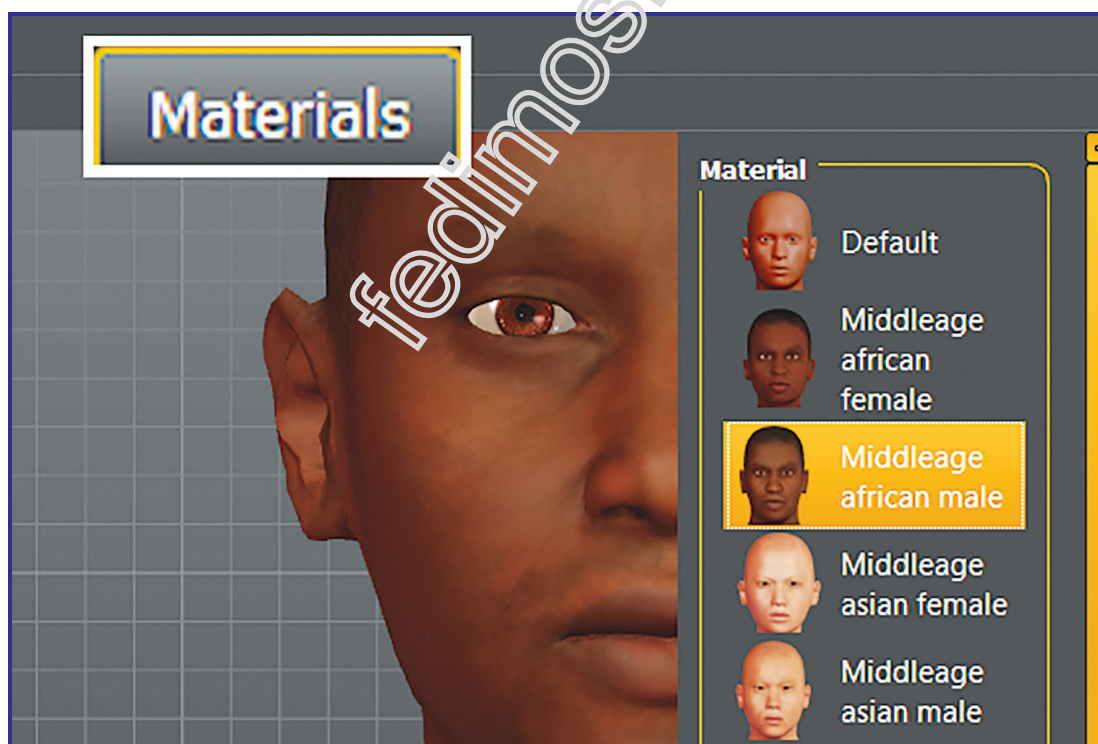 Materials
fedimos
Material
Default
Middleage
african
female
Middleage
african male
Middleage
asian female
Middleage
asian male